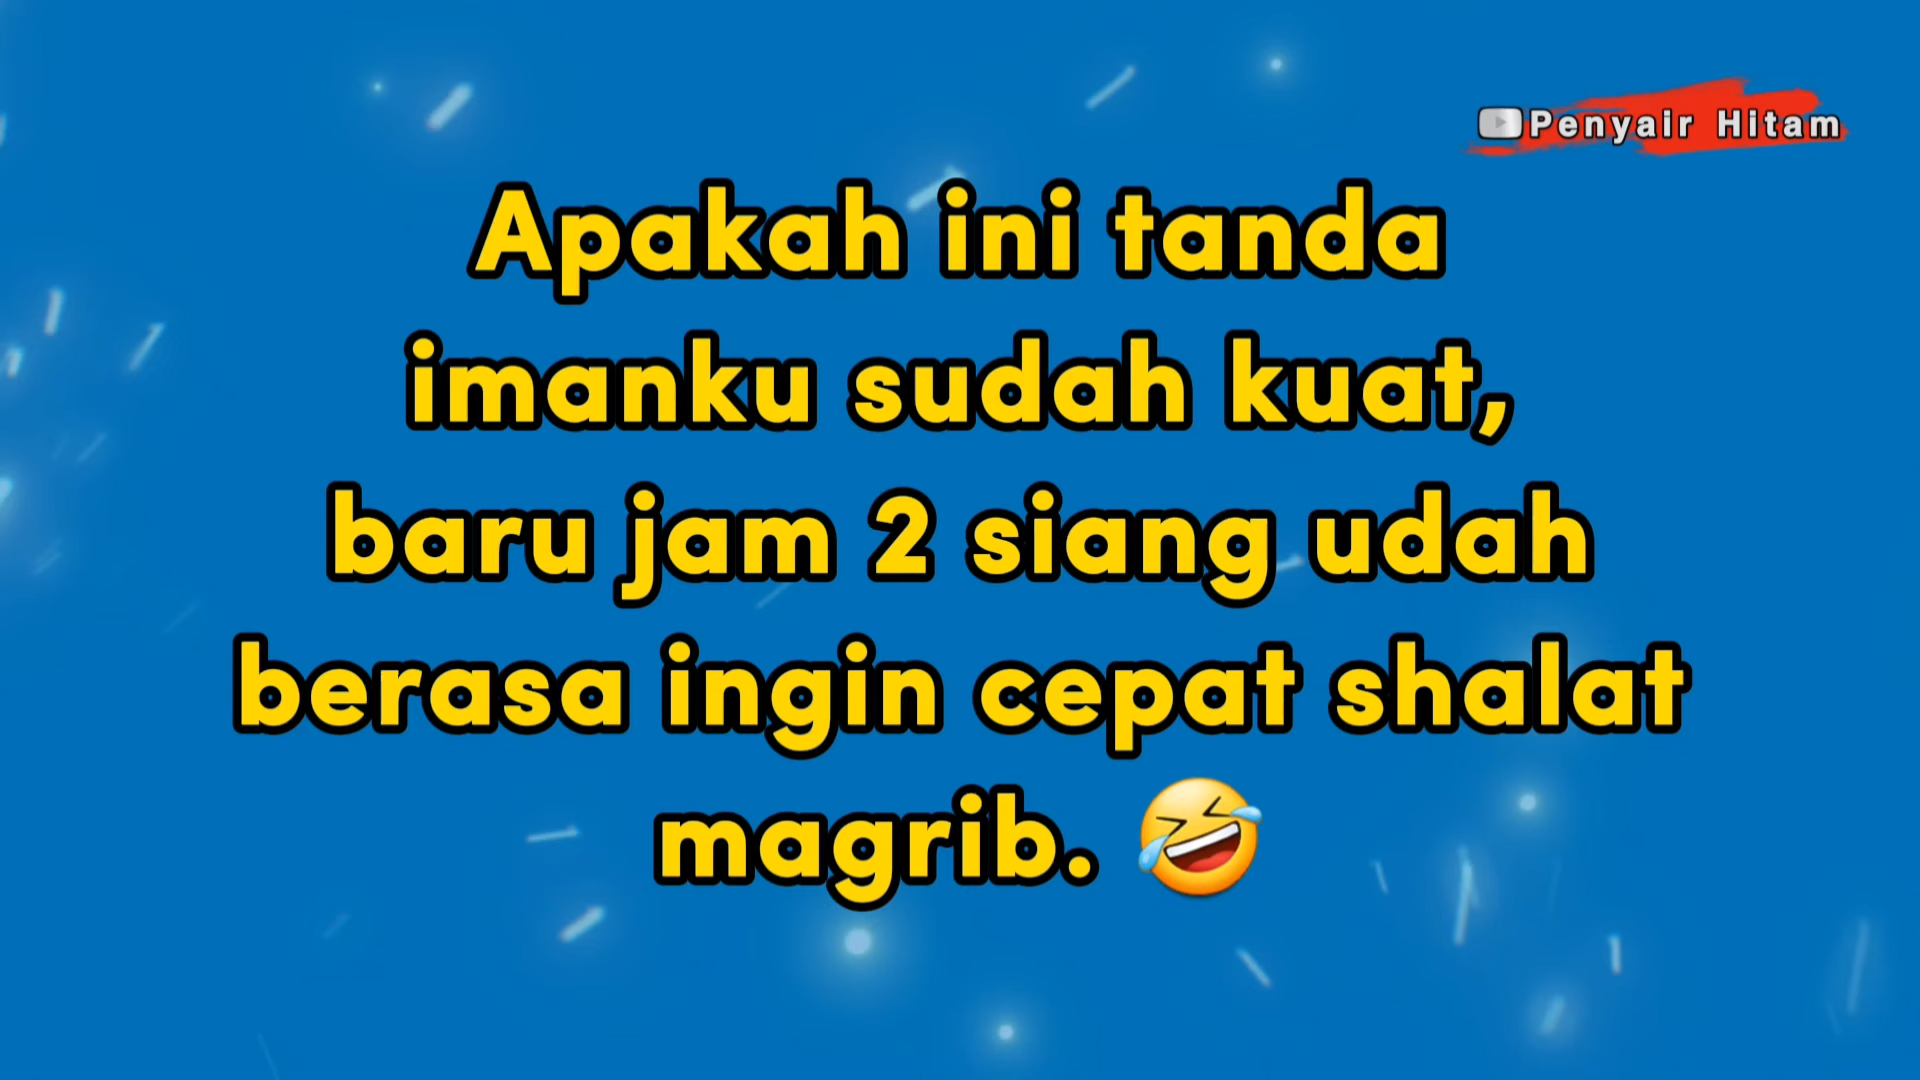 Penyair Hitam
Apakah ini tanda
imanku sudah kuat,
baru jam 2 siang udah
berasa ingin cepat shalat
magrib. 🤣